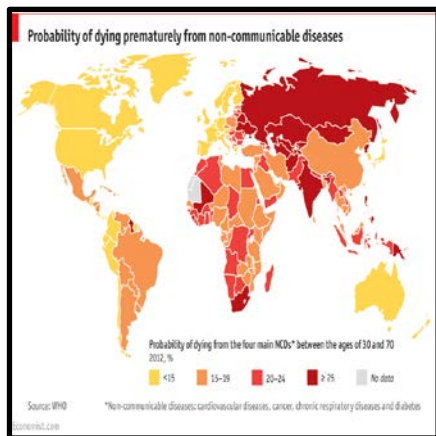 Probability of dying prematurely from non-communicable diseases
Probability of dying from the four main NCDs* between the ages of 30 and 70
2012, %
<15 15–19 20–24 ≥ 25 No data
Source: WHO *Non-communicable diseases: cardiovascular diseases, cancer, chronic respiratory diseases and diabetes
Economist.com